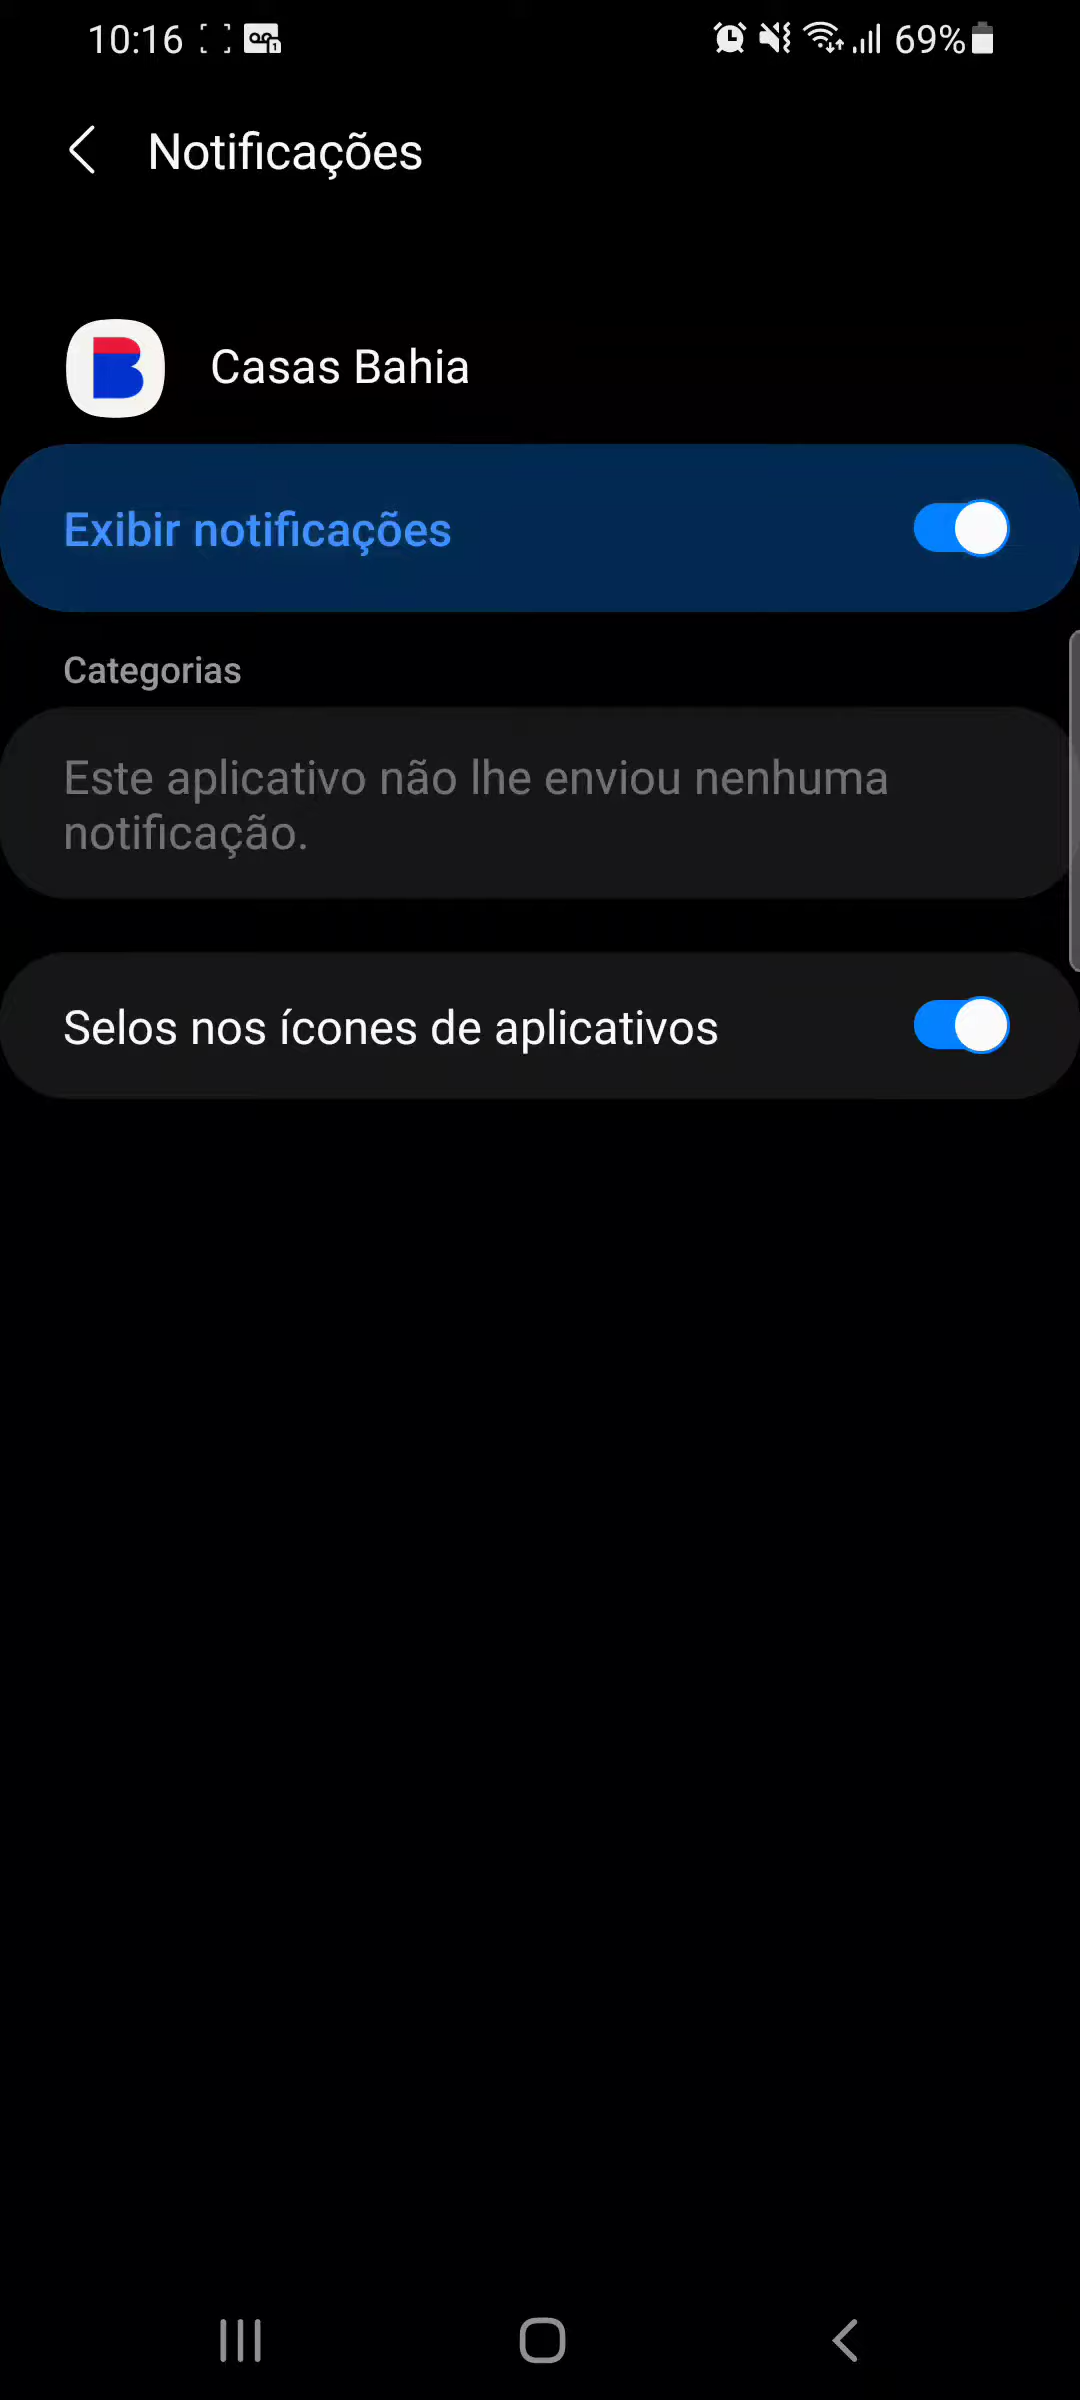 10:16
69%
Notificações
Casas Bahia
Exibir notificações
Categorias
Este aplicativo não lhe enviou nenhuma
notificação.
Selos nos ícones de aplicativos